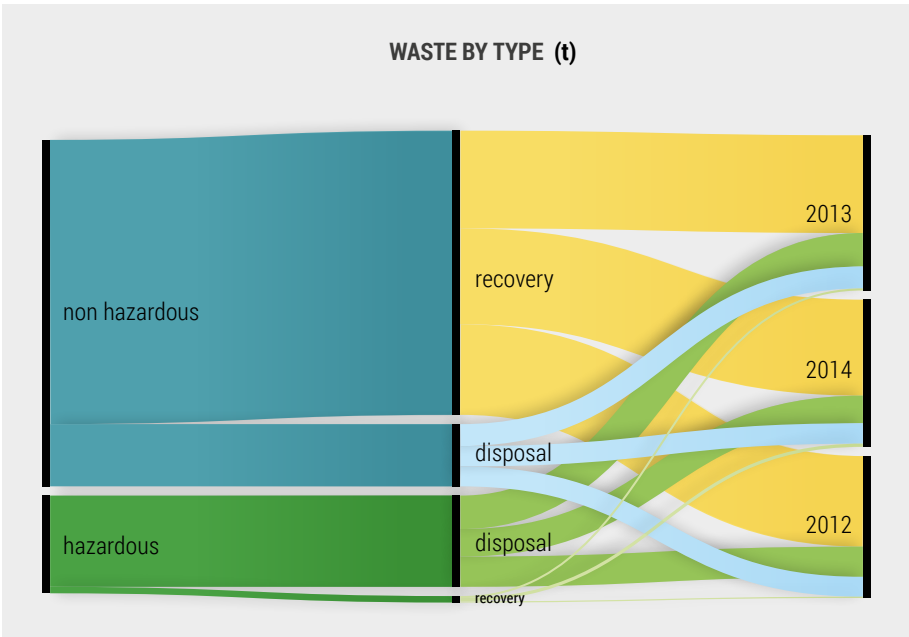 WASTE BY TYPE (t)
non hazardous
hazardous
recovery
disposal
disposal
recovery
2013
2014
2012